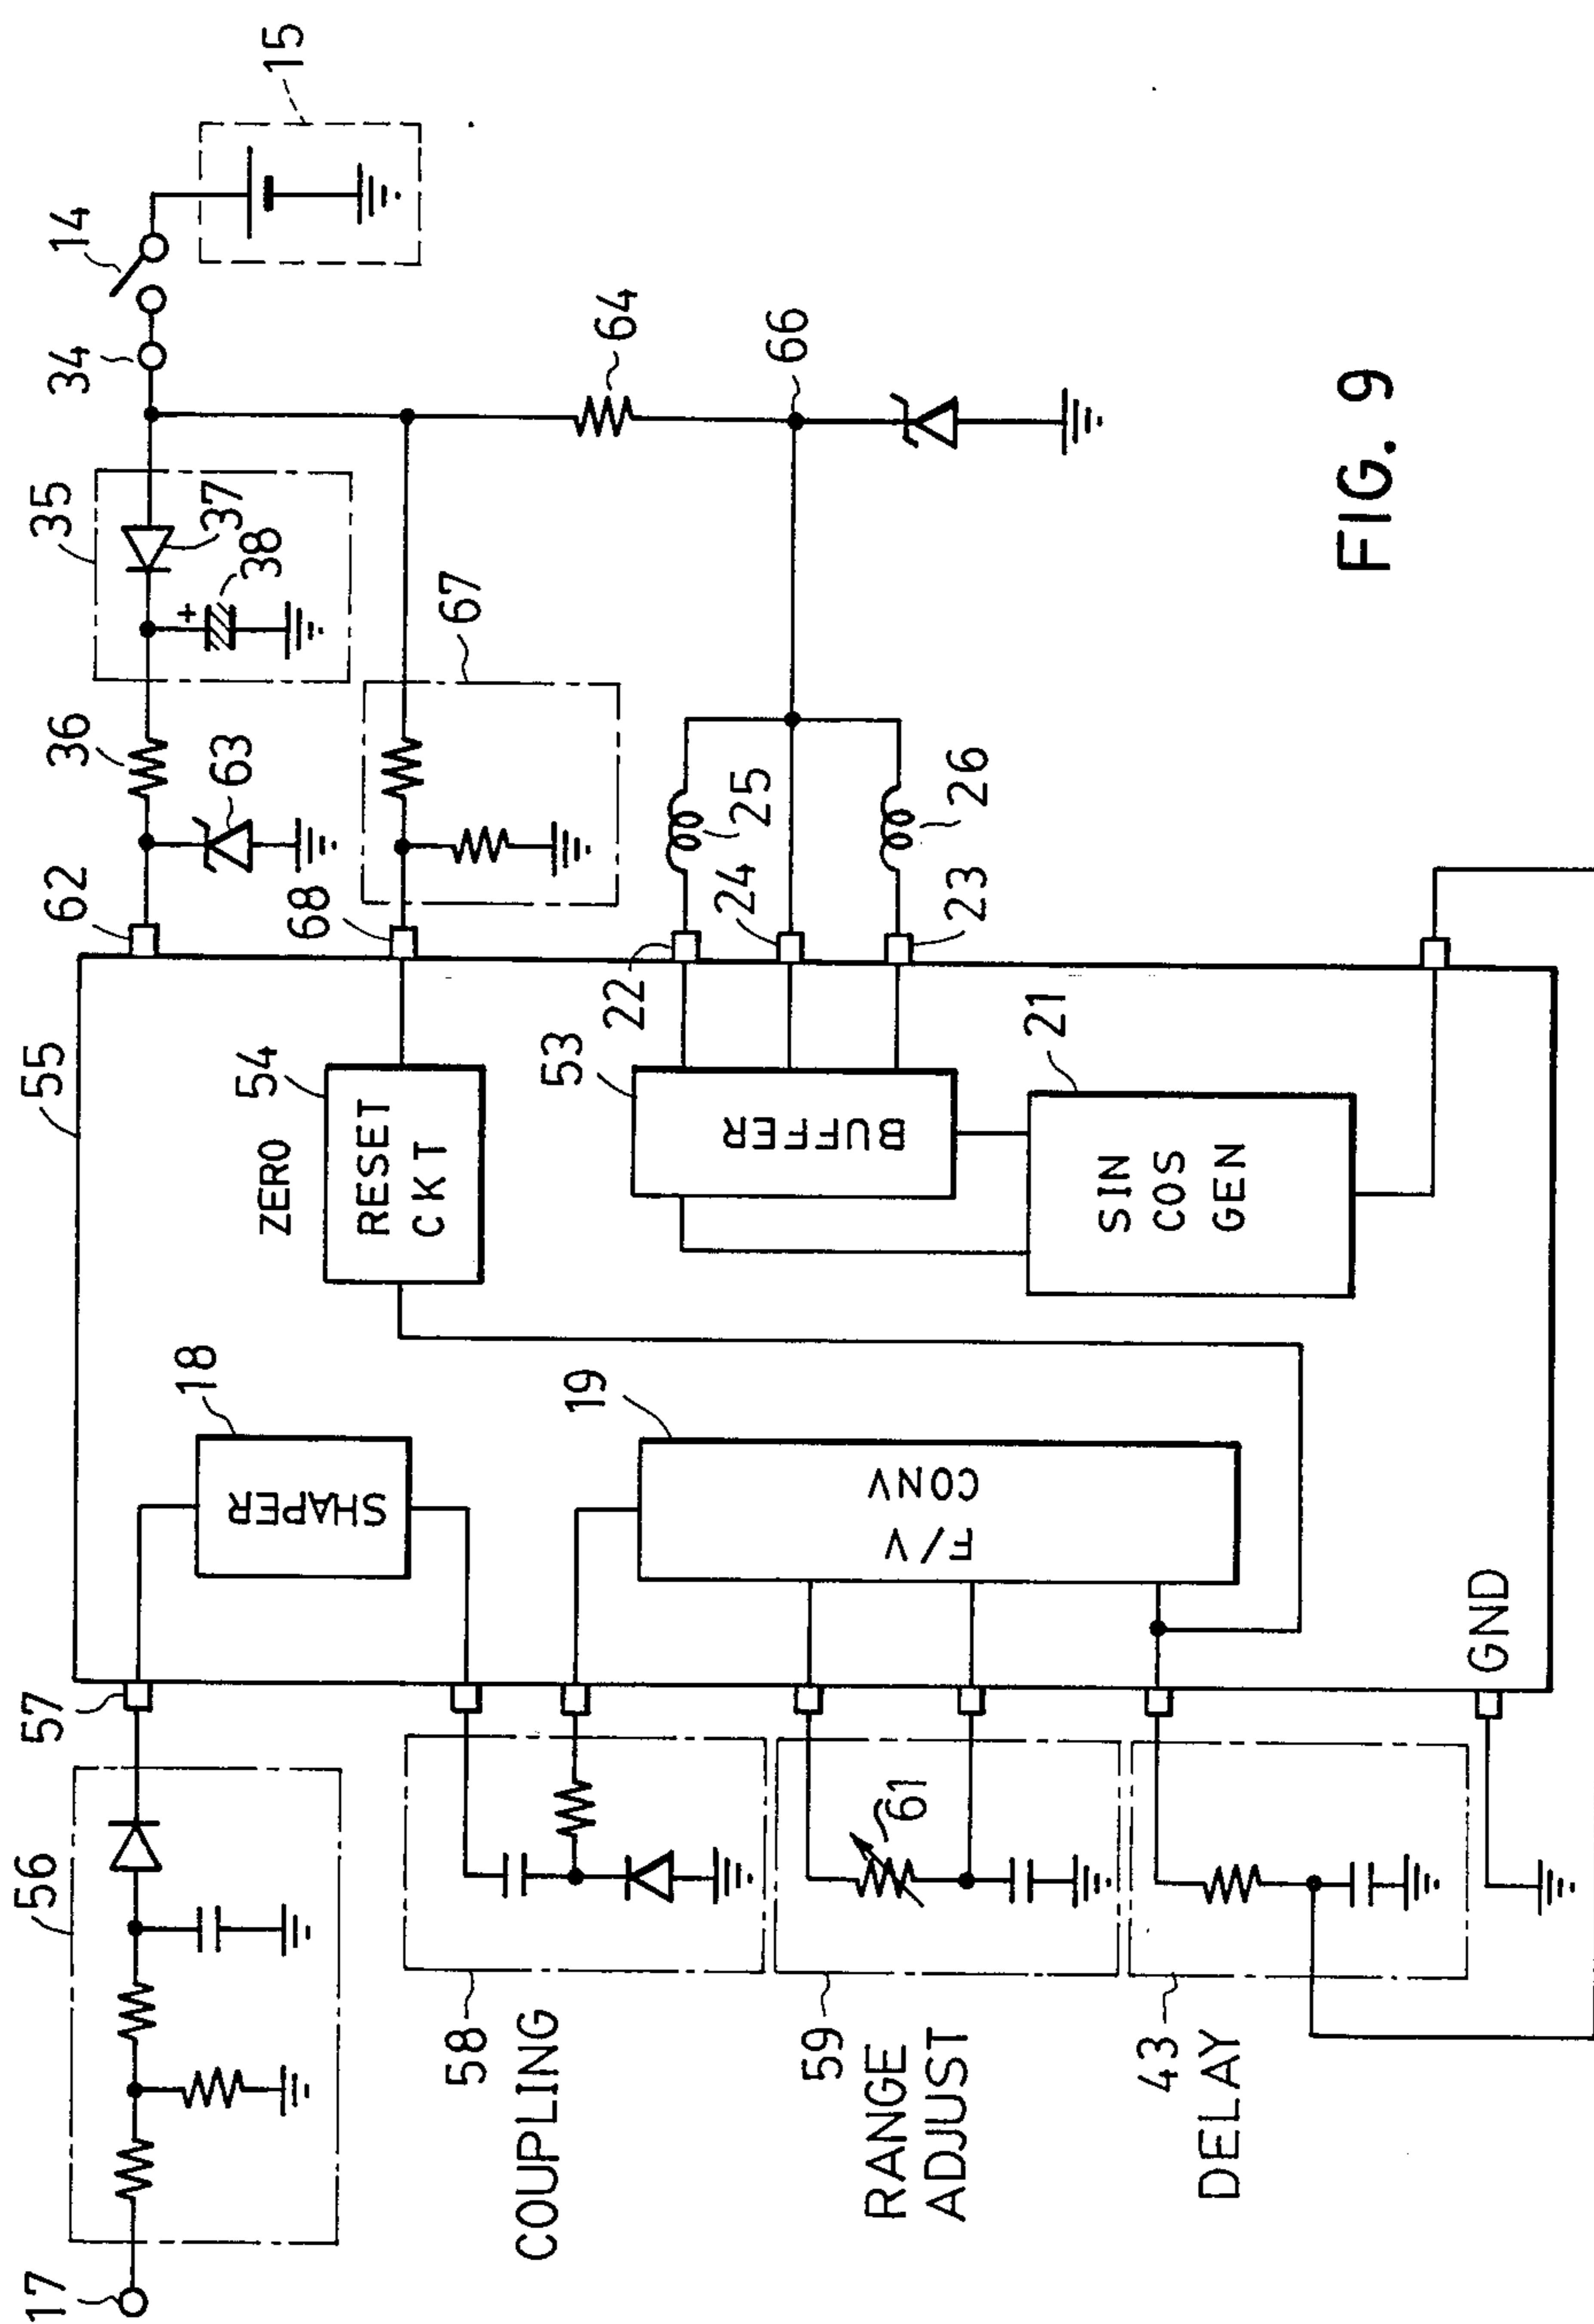 FIG. 9
17
56
57
55
18
SHAPER
ZERO
54
RESET
CKT
62
63
36
35
37
38
34
14
15
68
67
64
66
58
COUPLING
19
F/V
CONV
53
BUFFER
22
24
23
25
26
21
SIN
COS
GEN
59
RANGE
ADJUST
61
43
DELAY
GND
+